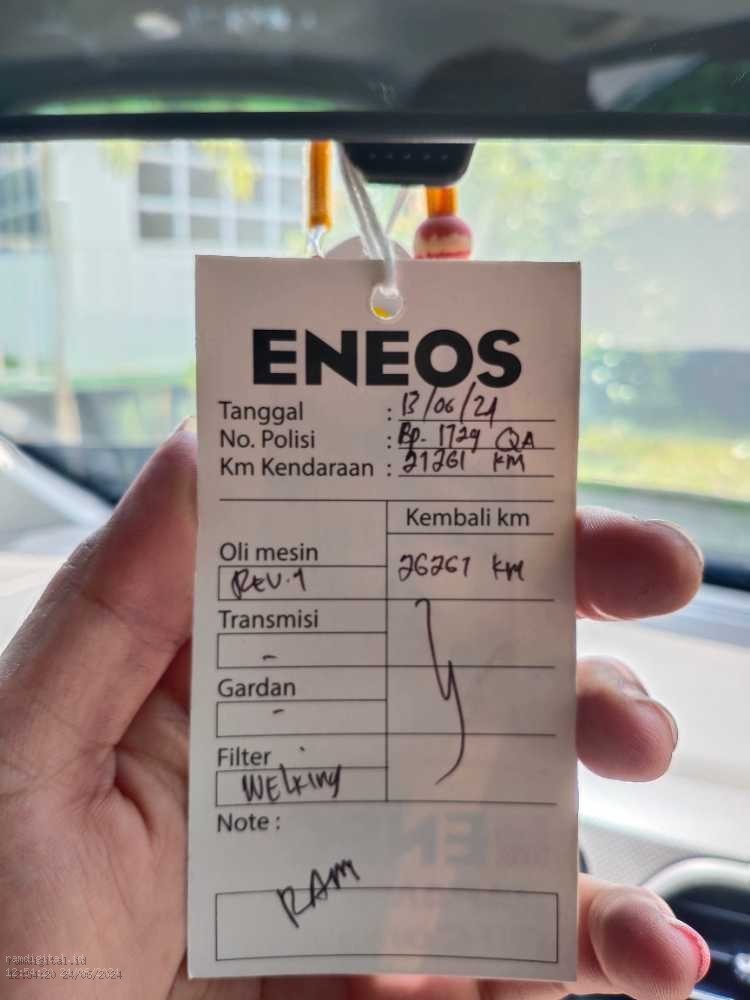 ENEOS
Tanggal : 13/06/24
No. Polisi : Bp. 1729 QA
Km Kendaraan : 21261 KM
Kembali km
Oli mesin 26261 KM
REV.1
Transmisi
-
Gardan
-
Filter
WELKING
Note :
RAM
ramdigital.id
12:54:20 24/06/2024